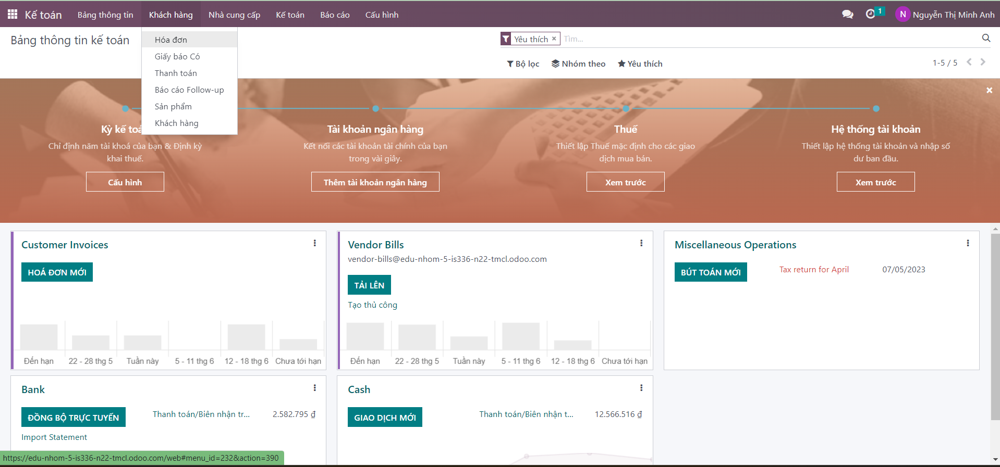 Kế toán Bảng thông tin Khách hàng Nhà cung cấp Kế toán Báo cáo Cấu hình 1 N Nguyễn Thị Minh Anh
Bảng thông tin kế toán
Hóa đơn
Giấy báo Có
Thanh toán
Báo cáo Follow-up
Sản phẩm
Khách hàng
Yêu thích × Tìm...
Bộ lọc Nhóm theo Yêu thích 1-5 / 5
Kỳ kế toá
Chỉ định năm tài khoá của bạn & Định kỳ
khai thuế.
Cấu hình
Tài khoản ngân hàng
Kết nối các tài khoản tài chính của bạn
trong vài giây.
Thêm tài khoản ngân hàng
Thuế
Thiết lập Thuế mặc định cho các giao
dịch mua bán.
Xem trước
Hệ thống tài khoản
Thiết lập hệ thống tài khoản và nhập số
dư ban đầu.
Xem trước
Customer Invoices
HOÁ ĐƠN MỚI
Đến hạn 22 - 28 thg 5 Tuần này 5 - 11 thg 6 12 - 18 thg 6 Chưa tới hạn
Vendor Bills
vendor-bills@edu-nhom-5-is336-n22-tmcl.odoo.com
TẢI LÊN
Tạo thủ công
Đến hạn 22 - 28 thg 5 Tuần này 5 - 11 thg 6 12 - 18 thg 6 Chưa tới hạn
Miscellaneous Operations
BÚT TOÁN MỚI Tax return for April 07/05/2023
Bank
ĐỒNG BỘ TRỰC TUYẾN Thanh toán/Biên nhận tr... 2.582.795 ₫
Import Statement
Cash
GIAO DỊCH MỚI Thanh toán/Biên nhận t... 12.566.516 ₫
https://edu-nhom-5-is336-n22-tmcl.odoo.com/web#menu_id=232&action=390